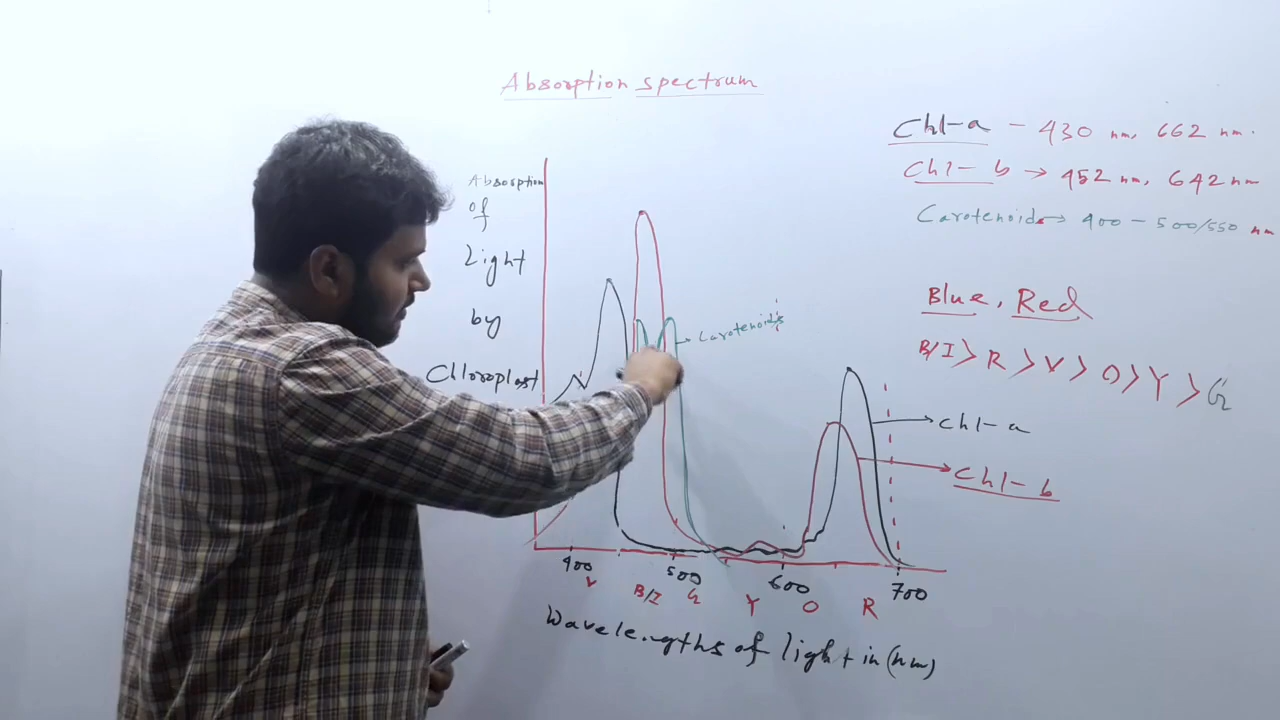 Absorption spectrum
Absorption
of
Light
by
Chloroplast
Chl-a - 430 nm, 662 nm.
Chl- b → 452 nm, 642 nm
Carotenoids → 400 - 500/550 nm
Blue, Red
B/I > R > V > O > Y > G
Carotenoids
chl-a
chl-b
400 500 600 700
V B/I G Y O R
Wavelengths of light in (nm)